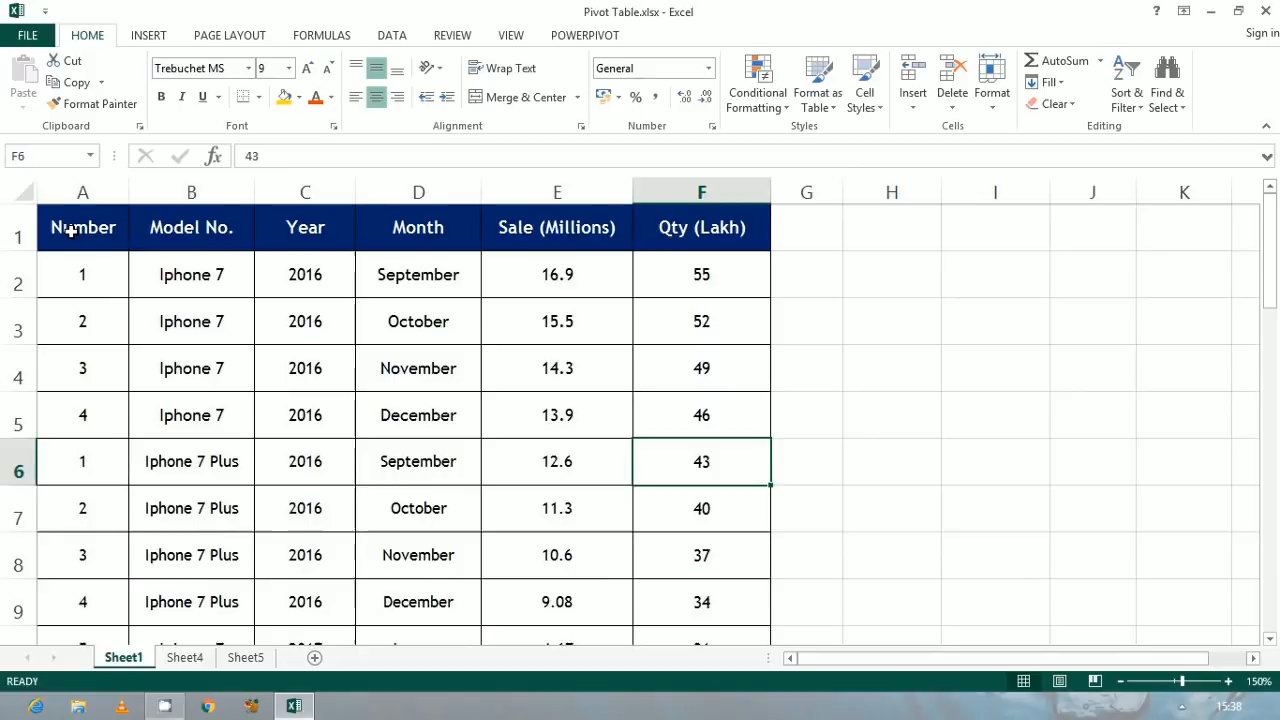 Pivot Table.xlsx - Excel
?
FILE HOME INSERT PAGE LAYOUT FORMULAS DATA REVIEW VIEW POWERPIVOT Sign in
Paste
Cut
Copy
Format Painter
Clipboard
Trebuchet MS 9
Font
Wrap Text
Merge & Center
Alignment
General
Number
Conditional Formatting
Format as Table
Cell Styles
Styles
Insert Delete Format
Cells
AutoSum
Fill
Clear
Sort & Filter
Find & Select
Editing
F6 fx 43
A B C D E F G H I J K
1 Number Model No. Year Month Sale (Millions) Qty (Lakh)
2 1 Iphone 7 2016 September 16.9 55
3 2 Iphone 7 2016 October 15.5 52
4 3 Iphone 7 2016 November 14.3 49
5 4 Iphone 7 2016 December 13.9 46
6 1 Iphone 7 Plus 2016 September 12.6 43
7 2 Iphone 7 Plus 2016 October 11.3 40
8 3 Iphone 7 Plus 2016 November 10.6 37
9 4 Iphone 7 Plus 2016 December 9.08 34
Sheet1 Sheet4 Sheet5
READY 150%
15:38